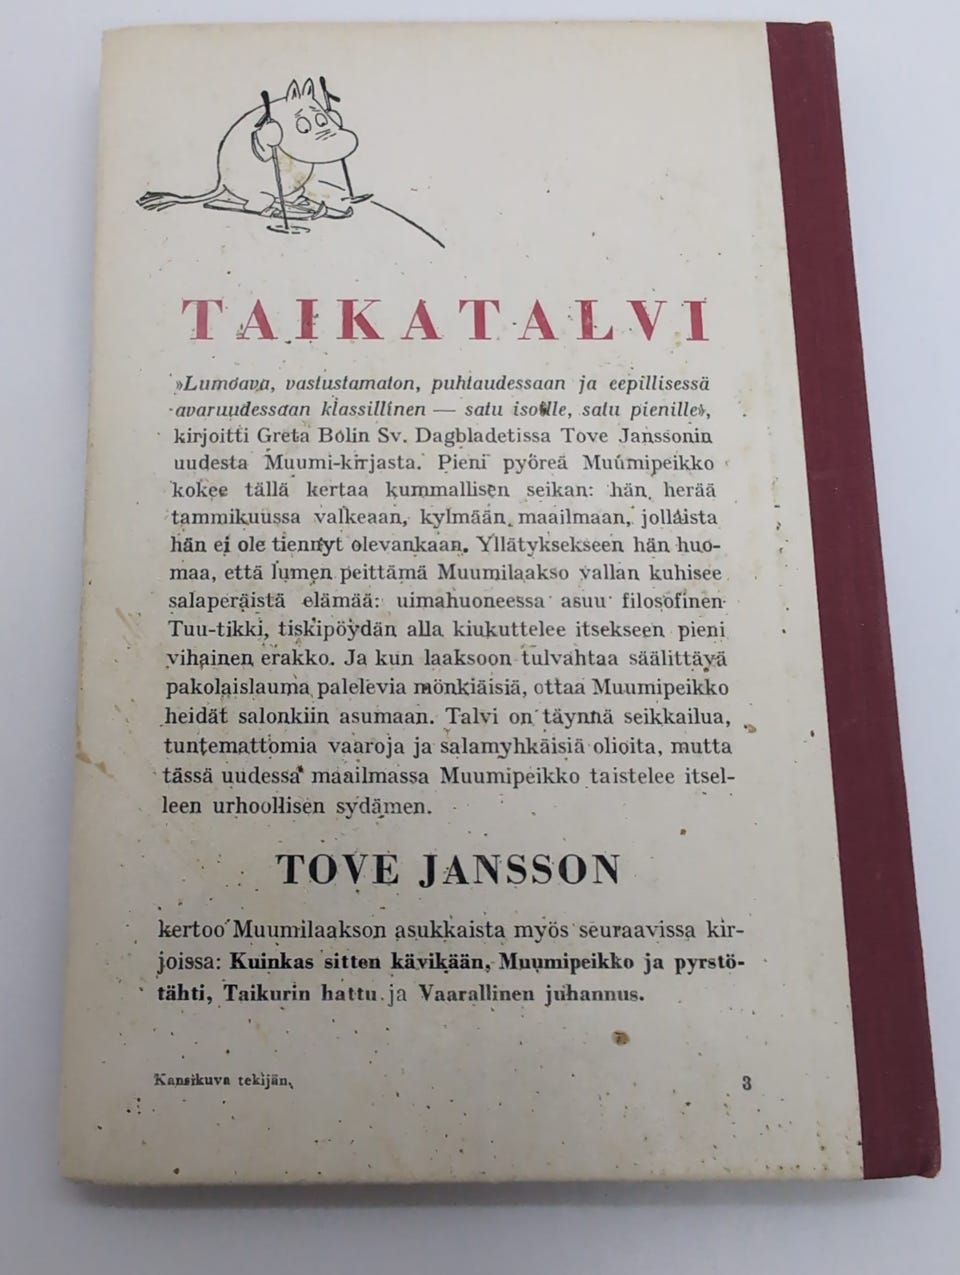 TAIKATALVI
»Lumoava, vastustamaton, puhtaudessaan ja eepillisessä
avaruudessaan klassillinen — satu isoille, satu pienille»,
kirjoitti Greta Bolin Sv. Dagbladetissa Tove Janssonin
uudesta Muumi-kirjasta. Pieni pyöreä Muumipeikko
kokee tällä kertaa kummallisen seikan: hän herää
tammikuussa valkeaan, kylmään maailmaan, jollaista
hän ei ole tiennyt olevankaan. Yllätyksekseen hän huo-
maa, että lumen peittämä Muumilaakso vallan kuhisee
salaperäistä elämää: uimahuoneessa asuu filosofinen
Tuu-tikki, tiskipöydän alla kiukuttelee itsekseen pieni
vihainen erakko. Ja kun laaksoon tulvahtaa säälittävä
pakolaislauma palelevia mönkiäisiä, ottaa Muumipeikko
heidät salonkiin asumaan. Talvi on täynnä seikkailua,
tuntemattomia vaaroja ja salamyhkäisiä olioita, mutta
tässä uudessa maailmassa Muumipeikko taistelee itsel-
leen urhoollisen sydämen.
TOVE JANSSON
kertoo Muumilaakson asukkaista myös seuraavissa kir-
joissa: Kuinkas sitten kävikään, Muumipeikko ja pyrstö-
tähti, Taikurin hattu ja Vaarallinen juhannus.
Kansikuva tekijän.
3